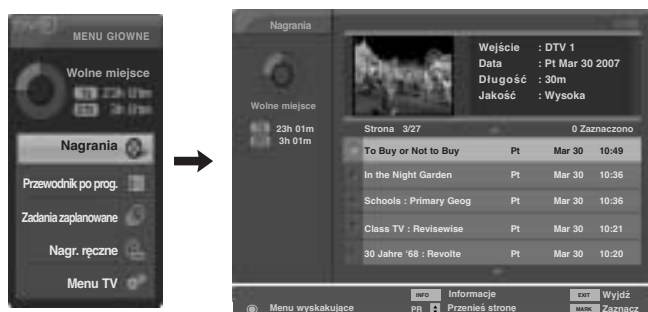 MENU GIOWNE
Wolne miejsce
Nagrania
Przewodnik po prog.
Zadania zaplanowane
Nagr. ręczne
Menu TV
Nagrania
Wolne miejsce
23h 01m
3h 01m
Wejście : DTV 1
Data : Pt Mar 30 2007
Długość : 30m
Jakość : Wysoka
Strona 3/27 0 Zaznaczono
To Buy or Not to Buy Pt Mar 30 10:49
In the Night Garden Pt Mar 30 10:36
Schools : Primary Geog Pt Mar 30 10:36
Class TV : Revisewise Pt Mar 30 10:21
30 Jahre ‘68 : Revolte Pt Mar 30 10:20
INFO Informacje EXIT Wyjdź
Menu wyskakujące PR Przenieś stronę MARK Zaznacz